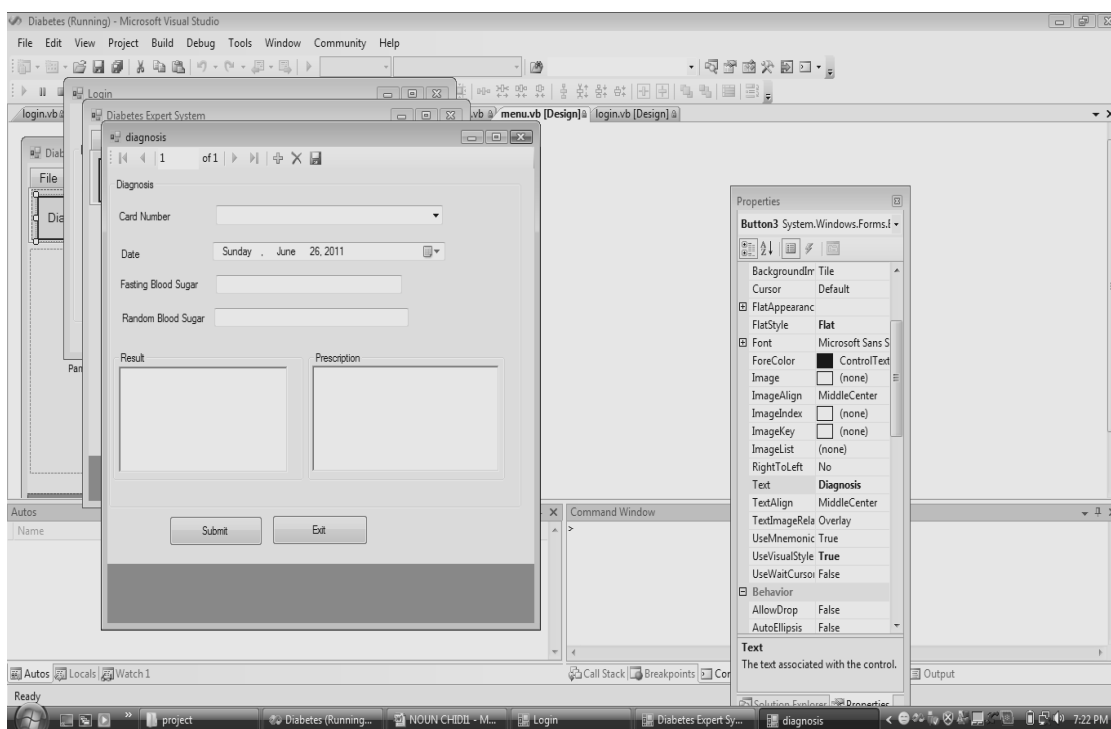 Diabetes (Running) - Microsoft Visual Studio
File Edit View Project Build Debug Tools Window Community Help
Login
login.vb
Diabetes Expert System
.vb menu.vb [Design] login.vb [Design]
diagnosis
1 of 1
File
Diagnosis
Card Number
Date Sunday , June 26, 2011
Fasting Blood Sugar
Random Blood Sugar
Result Prescription
Submit Exit
Properties
Button3 System.Windows.Forms.
BackgroundIm Tile
Cursor Default
FlatAppearanc
FlatStyle Flat
Font Microsoft Sans S
ForeColor ControlText
Image (none)
ImageAlign MiddleCenter
ImageIndex (none)
ImageKey (none)
ImageList (none)
RightToLeft No
Text Diagnosis
TextAlign MiddleCenter
TextImageRela Overlay
UseMnemonic True
UseVisualStyle True
UseWaitCursor False
Behavior
AllowDrop False
AutoEllipsis False
Text
The text associated with the control.
Solution Explorer Properties
Autos
Name
Command Window
>
Autos Locals Watch 1
Call Stack Breakpoints Com
Output
Ready
project Diabetes (Running... NOUN CHIDII - M... Login Diabetes Expert Sy... diagnosis 7:22 PM